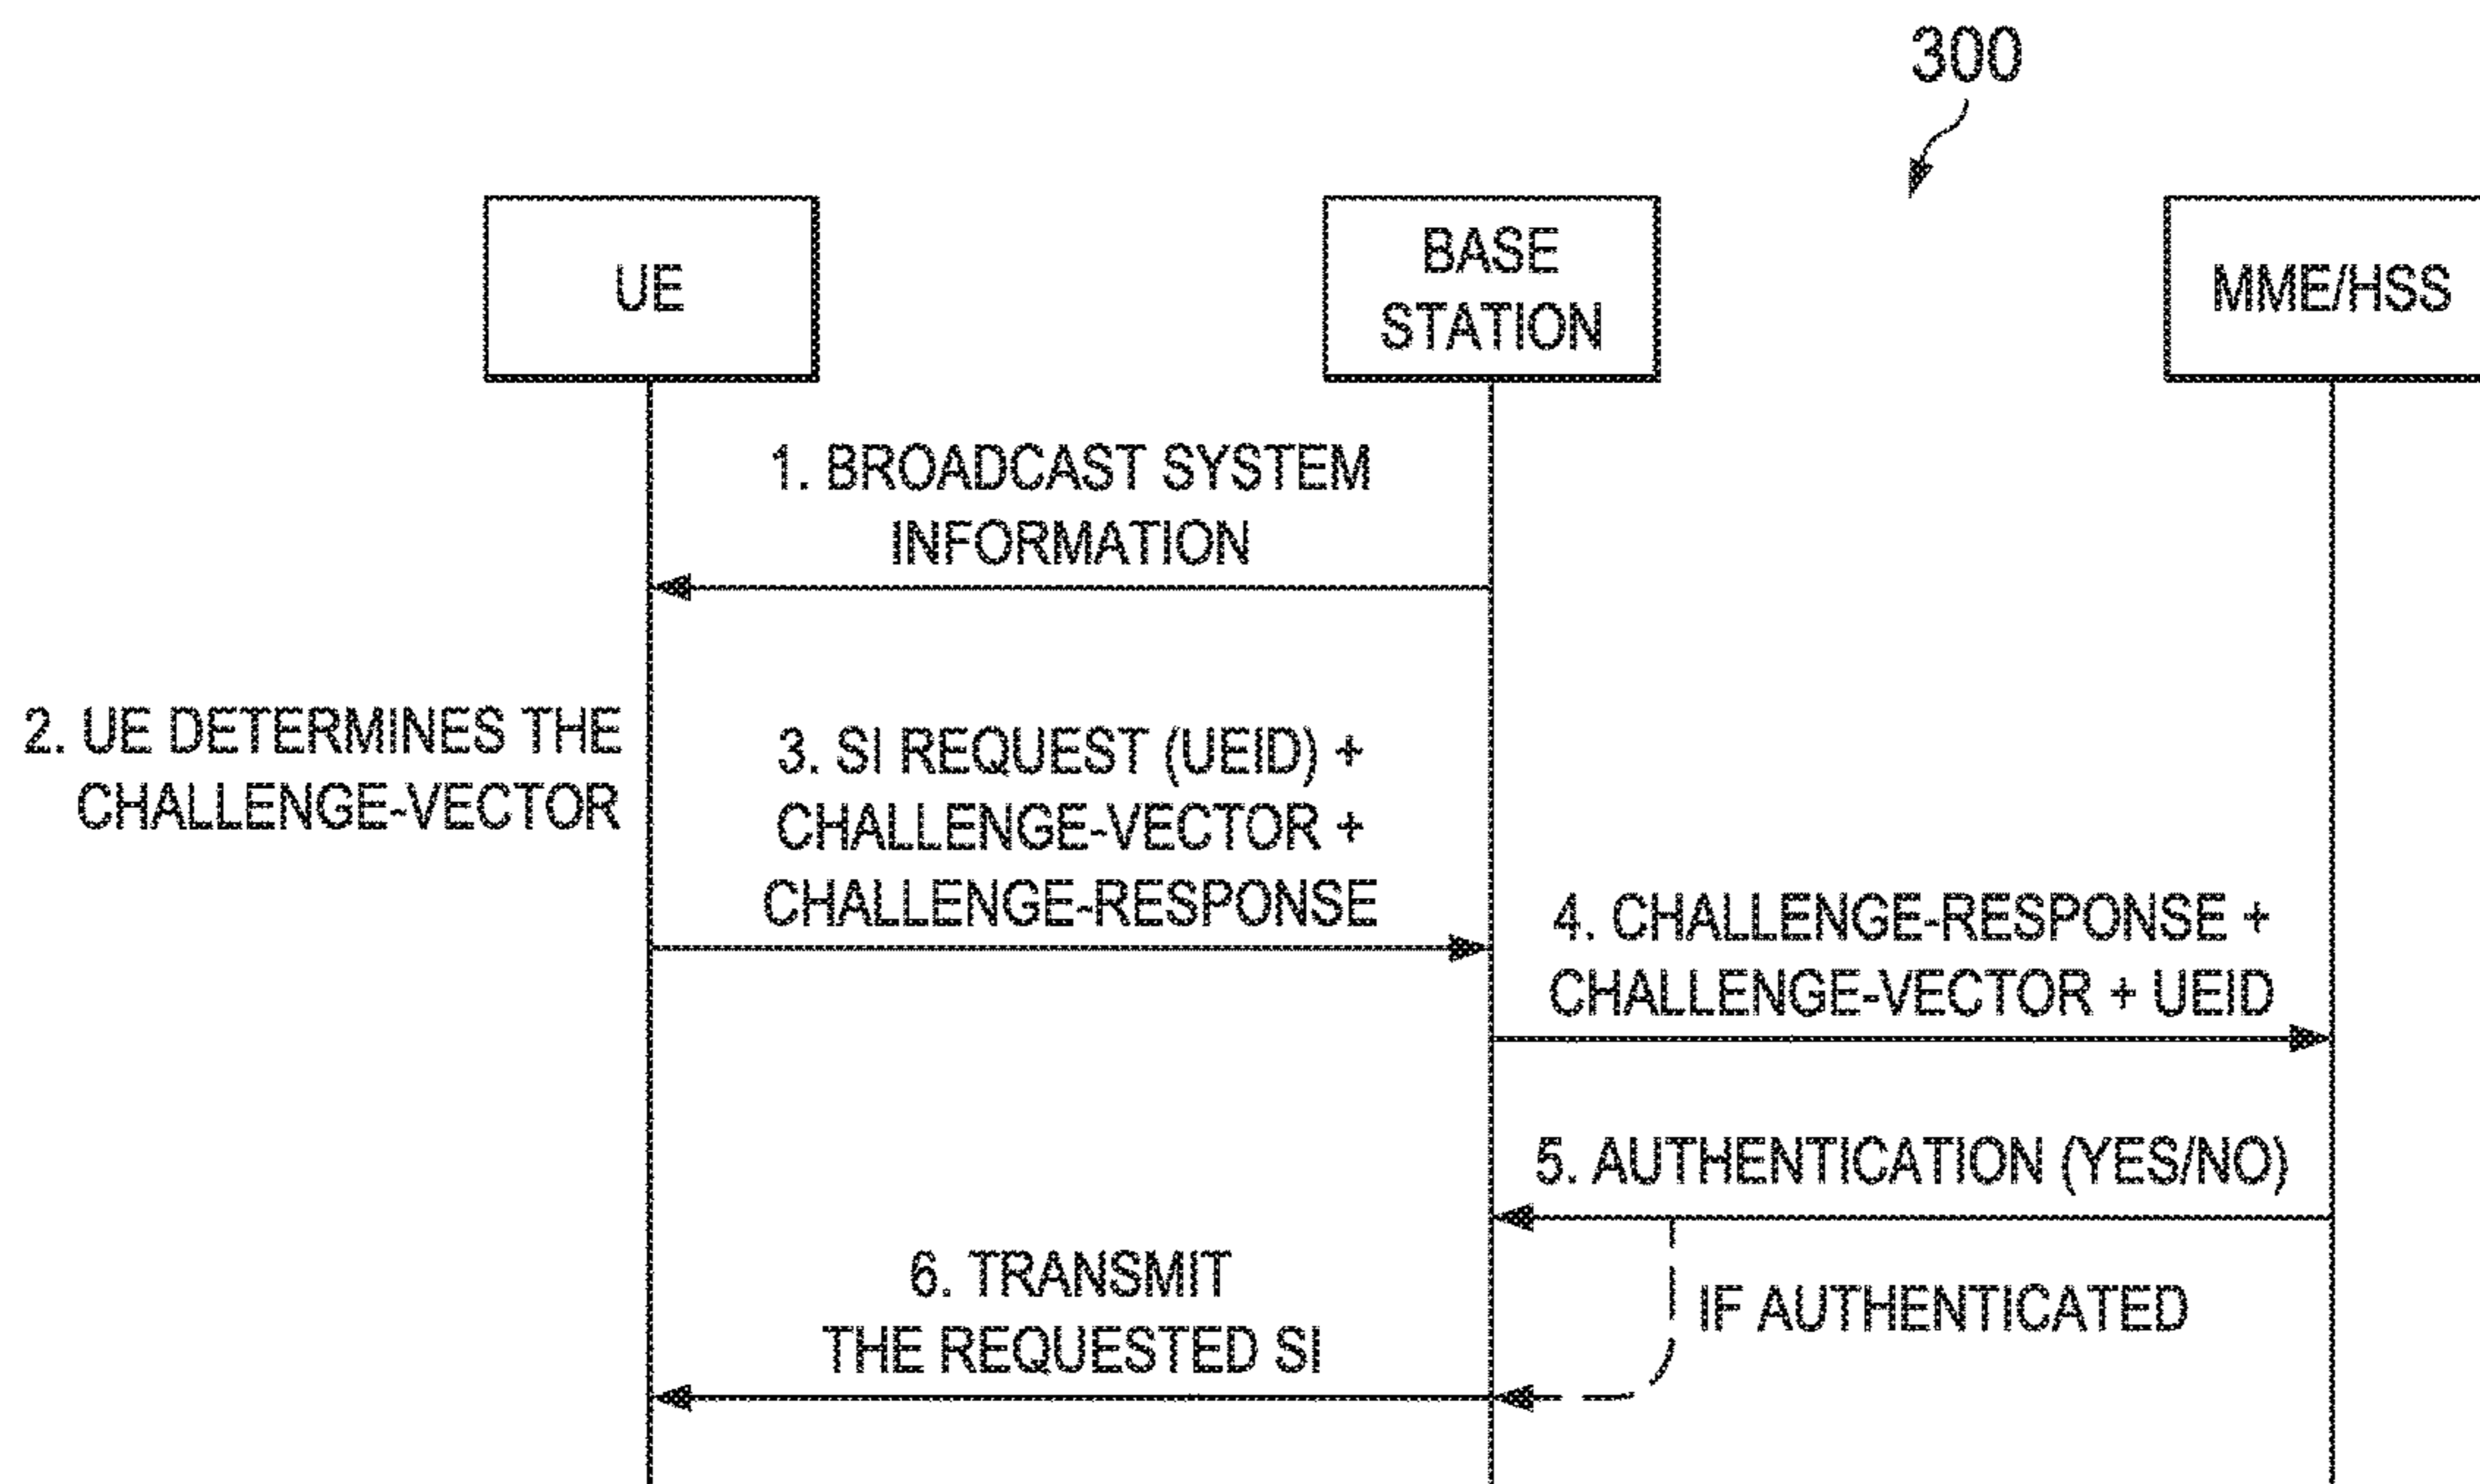 300
UE
BASE
STATION
MME/HSS
1. BROADCAST SYSTEM
INFORMATION
2. UE DETERMINES THE
CHALLENGE-VECTOR
3. SI REQUEST (UEID) +
CHALLENGE-VECTOR +
CHALLENGE-RESPONSE
4. CHALLENGE-RESPONSE +
CHALLENGE-VECTOR + UEID
5. AUTHENTICATION (YES/NO)
6. TRANSMIT
THE REQUESTED SI
IF AUTHENTICATED